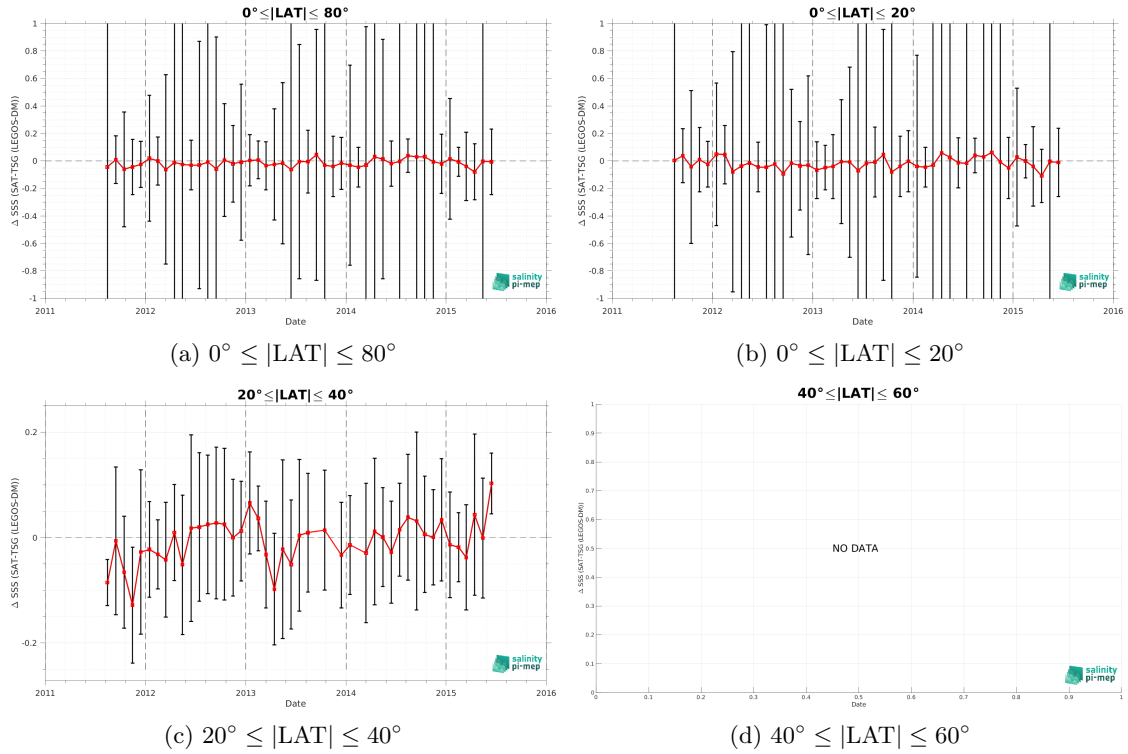 0°≤|LAT|≤ 80°
1
0.8
0.6
0.4
0.2
0
-0.2
-0.4
-0.6
-0.8
-1
Δ SSS (SAT-TSG (LEGOS-DM))
2011
2012
2013
2014
2015
2016
Date
salinity
pi-mep
(a) 0° ≤ |LAT| ≤ 80°
0°≤|LAT|≤ 20°
1
0.8
0.6
0.4
0.2
0
-0.2
-0.4
-0.6
-0.8
-1
Δ SSS (SAT-TSG (LEGOS-DM))
2011
2012
2013
2014
2015
2016
Date
salinity
pi-mep
(b) 0° ≤ |LAT| ≤ 20°
20°≤|LAT|≤ 40°
0.2
0
-0.2
Δ SSS (SAT-TSG (LEGOS-DM))
2011
2012
2013
2014
2015
2016
Date
salinity
pi-mep
(c) 20° ≤ |LAT| ≤ 40°
40°≤|LAT|≤ 60°
1
0.9
0.8
0.7
0.6
0.5
0.4
0.3
0.2
0.1
0
Δ SSS (SAT-TSG (LEGOS-DM))
NO DATA
0
0.1
0.2
0.3
0.4
0.5
0.6
0.7
0.8
0.9
1
Date
salinity
pi-mep
(d) 40° ≤ |LAT| ≤ 60°